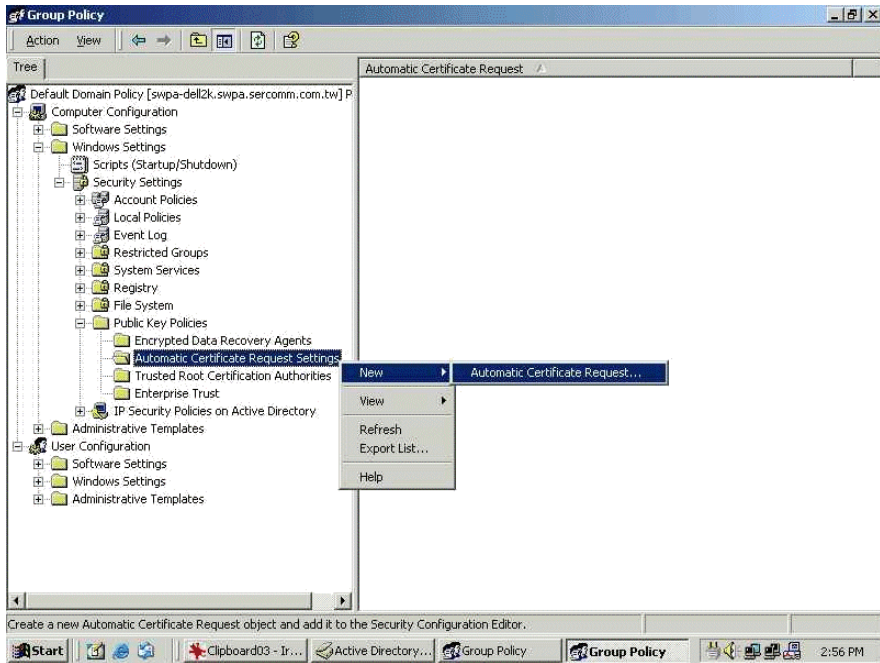 Group Policy
Action View
Tree
Automatic Certificate Request
Default Domain Policy [swpa-dell2k.swpa.sercomm.com.tw] P
Computer Configuration
Software Settings
Windows Settings
Scripts (Startup/Shutdown)
Security Settings
Account Policies
Local Policies
Event Log
Restricted Groups
System Services
Registry
File System
Public Key Policies
Encrypted Data Recovery Agents
Automatic Certificate Request Settings
Trusted Root Certification Authorities
Enterprise Trust
IP Security Policies on Active Directory
Administrative Templates
User Configuration
Software Settings
Windows Settings
Administrative Templates
New
Automatic Certificate Request...
View
Refresh
Export List...
Help
Create a new Automatic Certificate Request object and add it to the Security Configuration Editor.
Start
Clipboard03 - Ir...
Active Directory...
Group Policy
Group Policy
2:56 PM